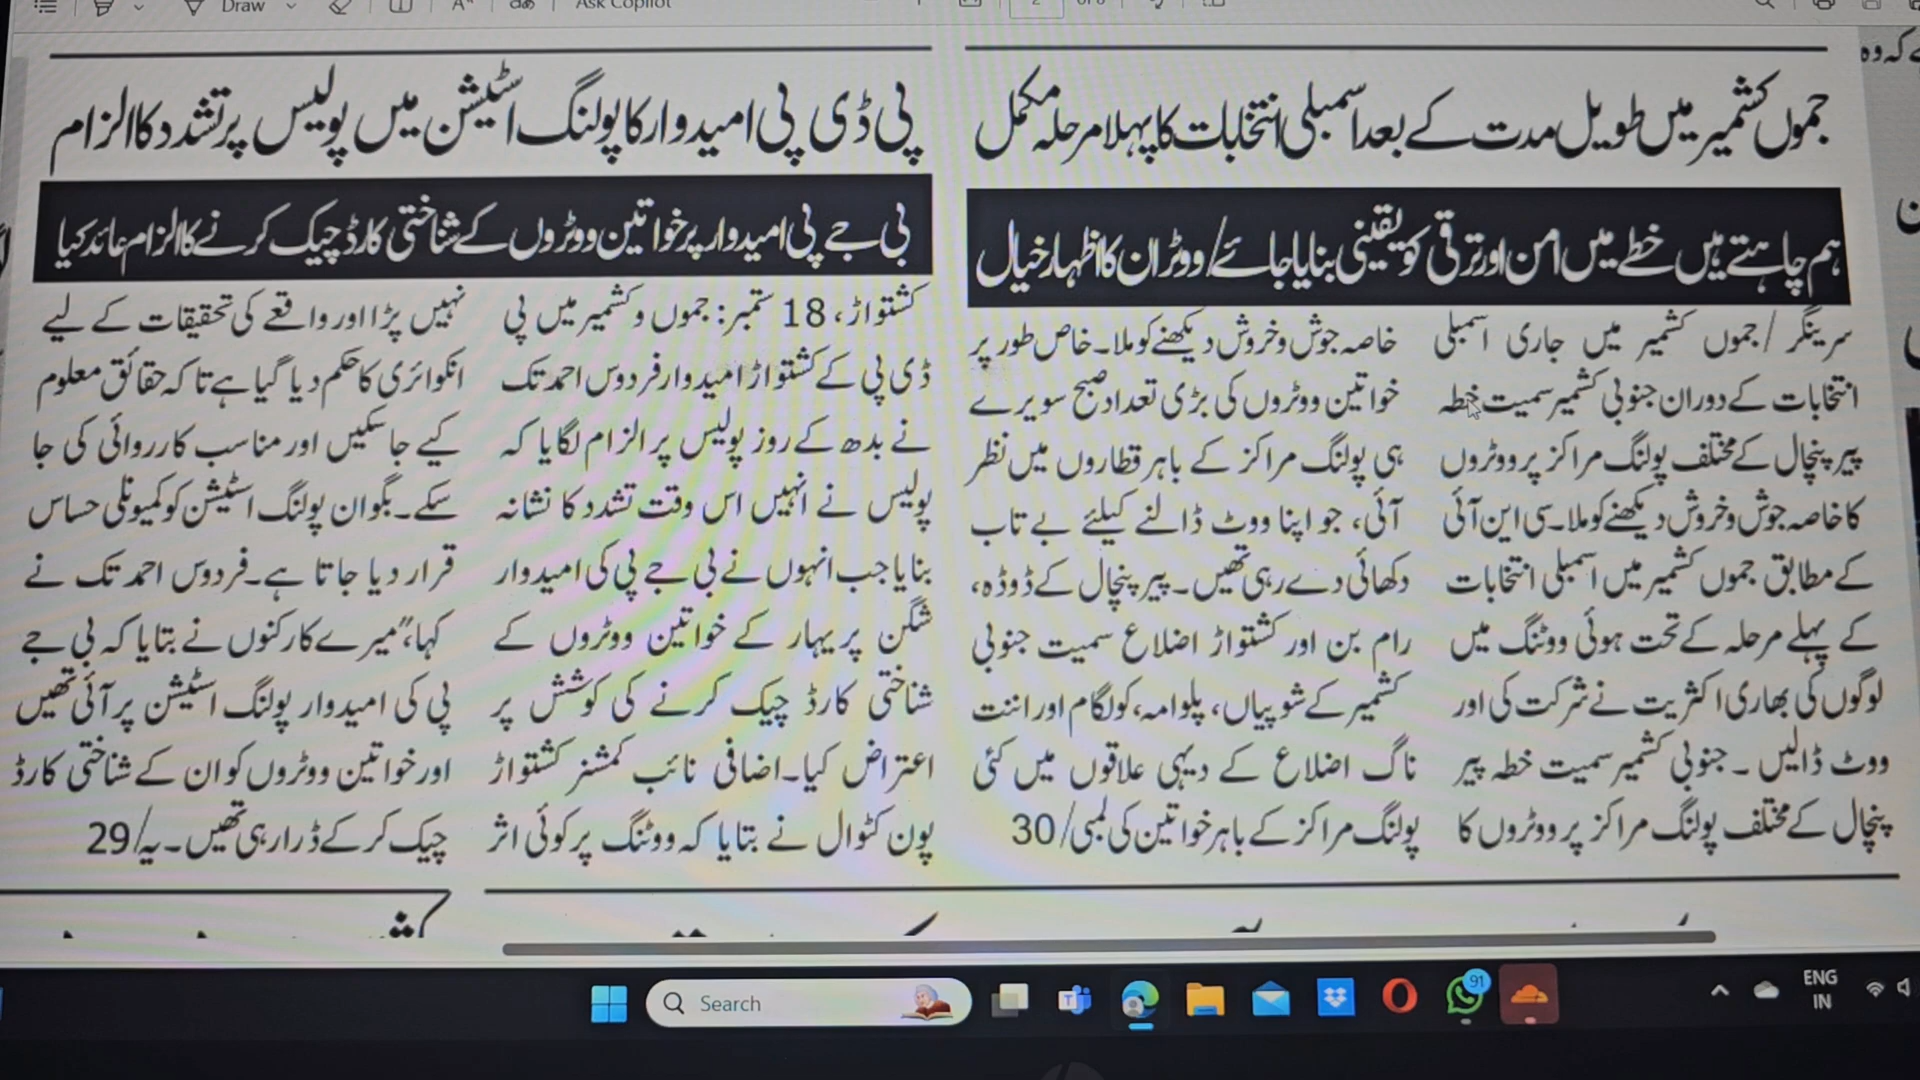 Draw
Ask Copilot
ے کہ وہ
جموں کشمیر میں طویل مدت کے بعد اسمبلی انتخابات کا پہلا مرحلہ مکمل
ہم چاہتے ہیں خطے میں امن اور ترقی کو یقینی بنایا جائے/ ووٹران کا اظہار خیال
سرینگر / جموں کشمیر میں جاری اسمبلی
انتخابات کے دوران جنوبی کشمیر سمیت خطہ
پیر پنچال کے مختلف پولنگ مراکز پر ووٹروں
کا خاصہ جوش و خروش دیکھنے کو ملا۔ سی این آئی
کے مطابق جموں کشمیر میں اسمبلی انتخابات
کے پہلے مرحلہ کے تحت ہوئی ووٹنگ میں
لوگوں کی بھاری اکثریت نے شرکت کی اور
ووٹ ڈالیں ۔ جنوبی کشمیر سمیت خطہ پیر
پنچال کے مختلف پولنگ مراکز پر ووٹروں کا
خاصہ جوش و خروش دیکھنے کو ملا۔ خاص طور پر
خواتین ووٹروں کی بڑی تعداد صبح سویرے
ہی پولنگ مراکز کے باہر قطاروں میں نظر
آئی، جو اپنا ووٹ ڈالنے کیلئے بے تاب
دکھائی دے رہی تھیں۔ پیر پنچال کے ڈوڈہ،
رام بن اور کشتواڑ اضلاع سمیت جنوبی
کشمیر کے شوپیاں، پلوامہ، کولگام اور اننت
ناگ اضلاع کے دیہی علاقوں میں کئی
پولنگ مراکز کے باہر خواتین کی لمبی/30
پی ڈی پی امیدوار کا پولنگ اسٹیشن میں پولیس پر تشدد کا الزام
بی جے پی امیدوار پر خواتین ووٹروں کے شناختی کارڈ چیک کرنے کا الزام عائد کیا
کشتواڑ، 18 ستمبر: جموں و کشمیر میں پی
ڈی پی کے کشتواڑ امیدوار فردوس احمد تک
نے بدھ کے روز پولیس پر الزام لگایا کہ
پولیس نے انہیں اس وقت تشدد کا نشانہ
بنایا جب انہوں نے بی جے پی کی امیدوار
شگن پریہار کے خواتین ووٹروں کے
شناختی کارڈ چیک کرنے کی کوشش پر
اعتراض کیا۔ اضافی نائب کمشنر کشتواڑ
پون کٹوال نے بتایا کہ ووٹنگ پر کوئی اثر
نہیں پڑا اور واقعے کی تحقیقات کے لیے
انکوائری کا حکم دیا گیا ہے تاکہ حقائق معلوم
کیے جا سکیں اور مناسب کارروائی کی جا
سکے۔ بگوان پولنگ اسٹیشن کو کمیونلی حساس
قرار دیا جاتا ہے۔ فردوس احمد تک نے
کہا، "میرے کارکنوں نے بتایا کہ بی جے
پی کی امیدوار پولنگ اسٹیشن پر آئی تھیں
اور خواتین ووٹروں کو ان کے شناختی کارڈ
چیک کر کے ڈرا رہی تھیں۔ یہ/29
Search
91
ENG
IN